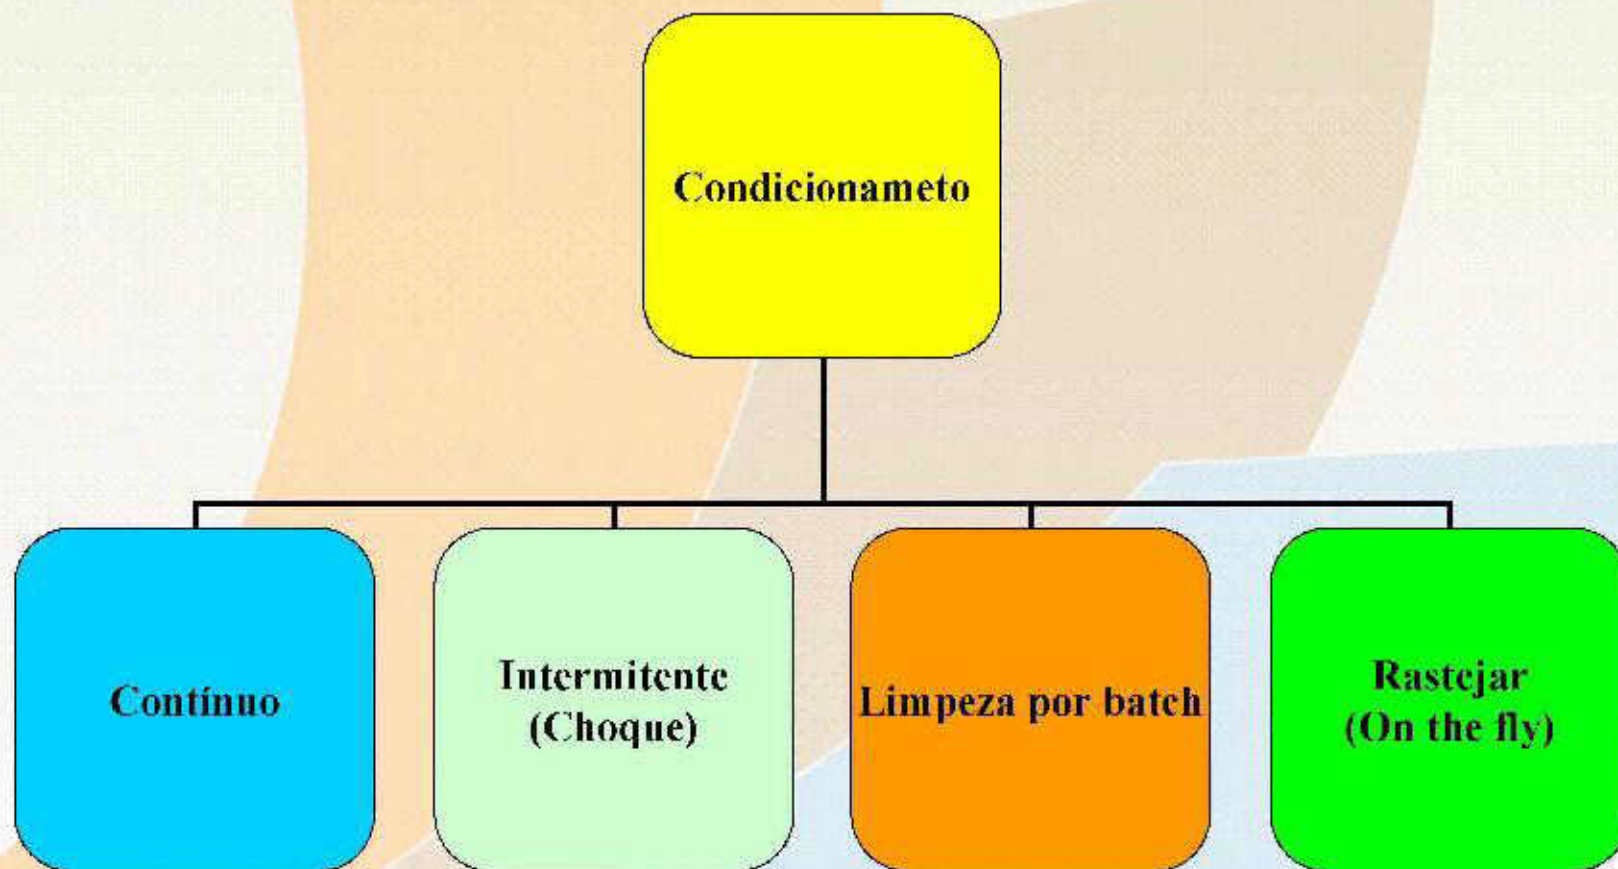 Condicionameto
Contínuo
Intermitente
(Choque)
Limpeza por batch
Rastejar
(On the fly)